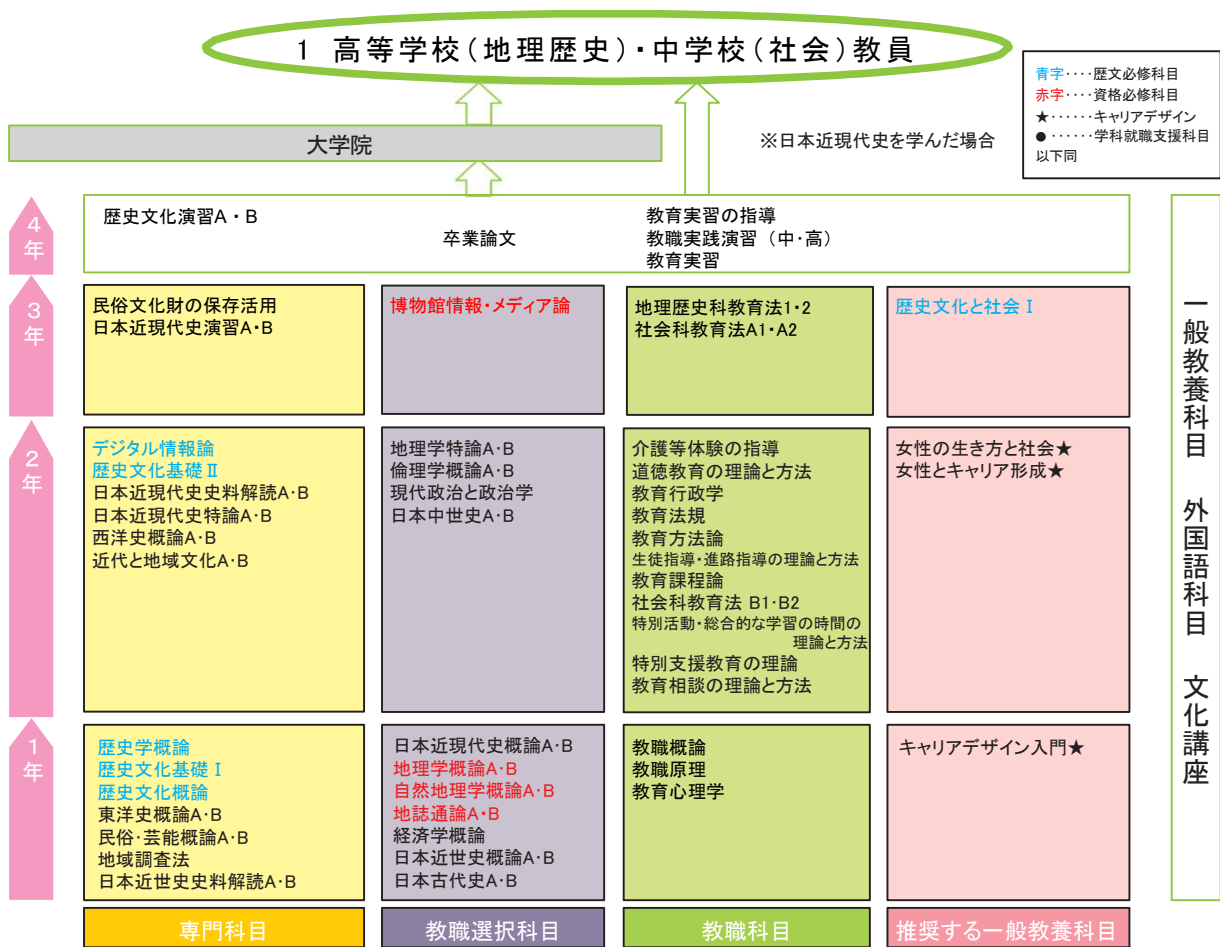 1 高等学校(地理歴史)・中学校(社会)教員
青字････歴文必修科目
赤字････資格必修科目
★‥‥‥キャリアデザイン
●‥‥‥学科就職支援科目
以下同
大学院
※日本近現代史を学んだ場合
4年
歴史文化演習A・B
卒業論文
教育実習の指導
教職実践演習（中・高）
教育実習
3年
民俗文化財の保存活用
日本近現代史演習A・B
博物館情報・メディア論
地理歴史科教育法1・2
社会科教育法A1・A2
歴史文化と社会Ⅰ
2年
デジタル情報論
歴史文化基礎Ⅱ
日本近現代史史料解読A・B
日本近現代史特論A・B
西洋史概論A・B
近代と地域文化A・B
地理学特論A・B
倫理学概論A・B
現代政治と政治学
日本中世史A・B
介護等体験の指導
道徳教育の理論と方法
教育行政学
教育法規
教育方法論
生徒指導・進路指導の理論と方法
教育課程論
社会科教育法 B1・B2
特別活動・総合的な学習の時間の
理論と方法
特別支援教育の理論
教育相談の理論と方法
女性の生き方と社会★
女性とキャリア形成★
1年
歴史学概論
歴史文化基礎Ⅰ
歴史文化概論
東洋史概論A・B
民俗・芸能概論A・B
地域調査法
日本近世史史料解読A・B
日本近現代史概論A・B
地理学概論A・B
自然地理学概論A・B
地誌通論A・B
経済学概論
日本近世史概論A・B
日本古代史A・B
教職概論
教職原理
教育心理学
キャリアデザイン入門★
専門科目
教職選択科目
教職科目
推奨する一般教養科目
一般教養科目 外国語科目 文化講座